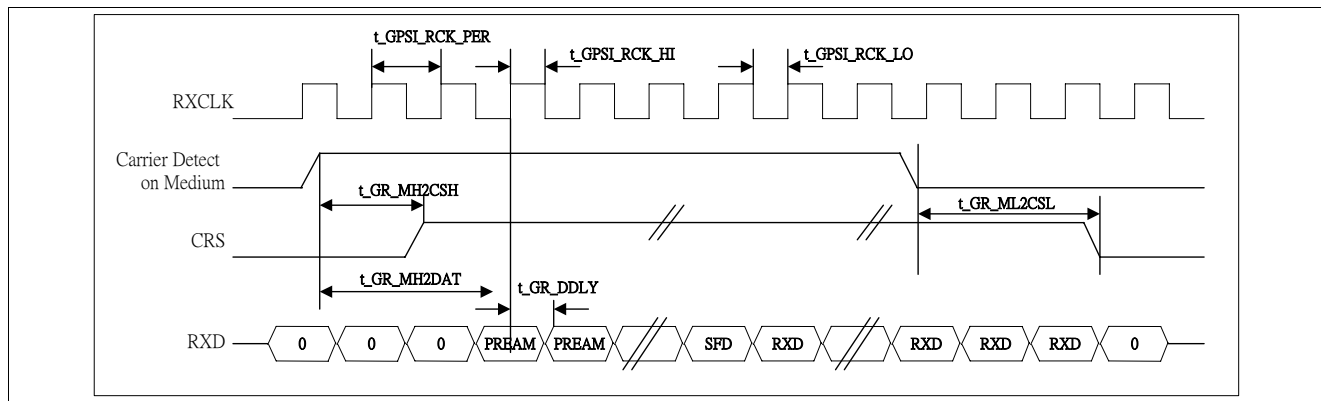 t_GPSI_RCK_PER
t_GPSI_RCK_HI
t_GPSI_RCK_LO
RXCLK
Carrier Detect
on Medium
t_GR_MH2CSH
t_GR_ML2CSL
CRS
t_GR_MH2DAT
t_GR_DDLY
RXD
0
0
0
PREAM
PREAM
SFD
RXD
RXD
RXD
RXD
0